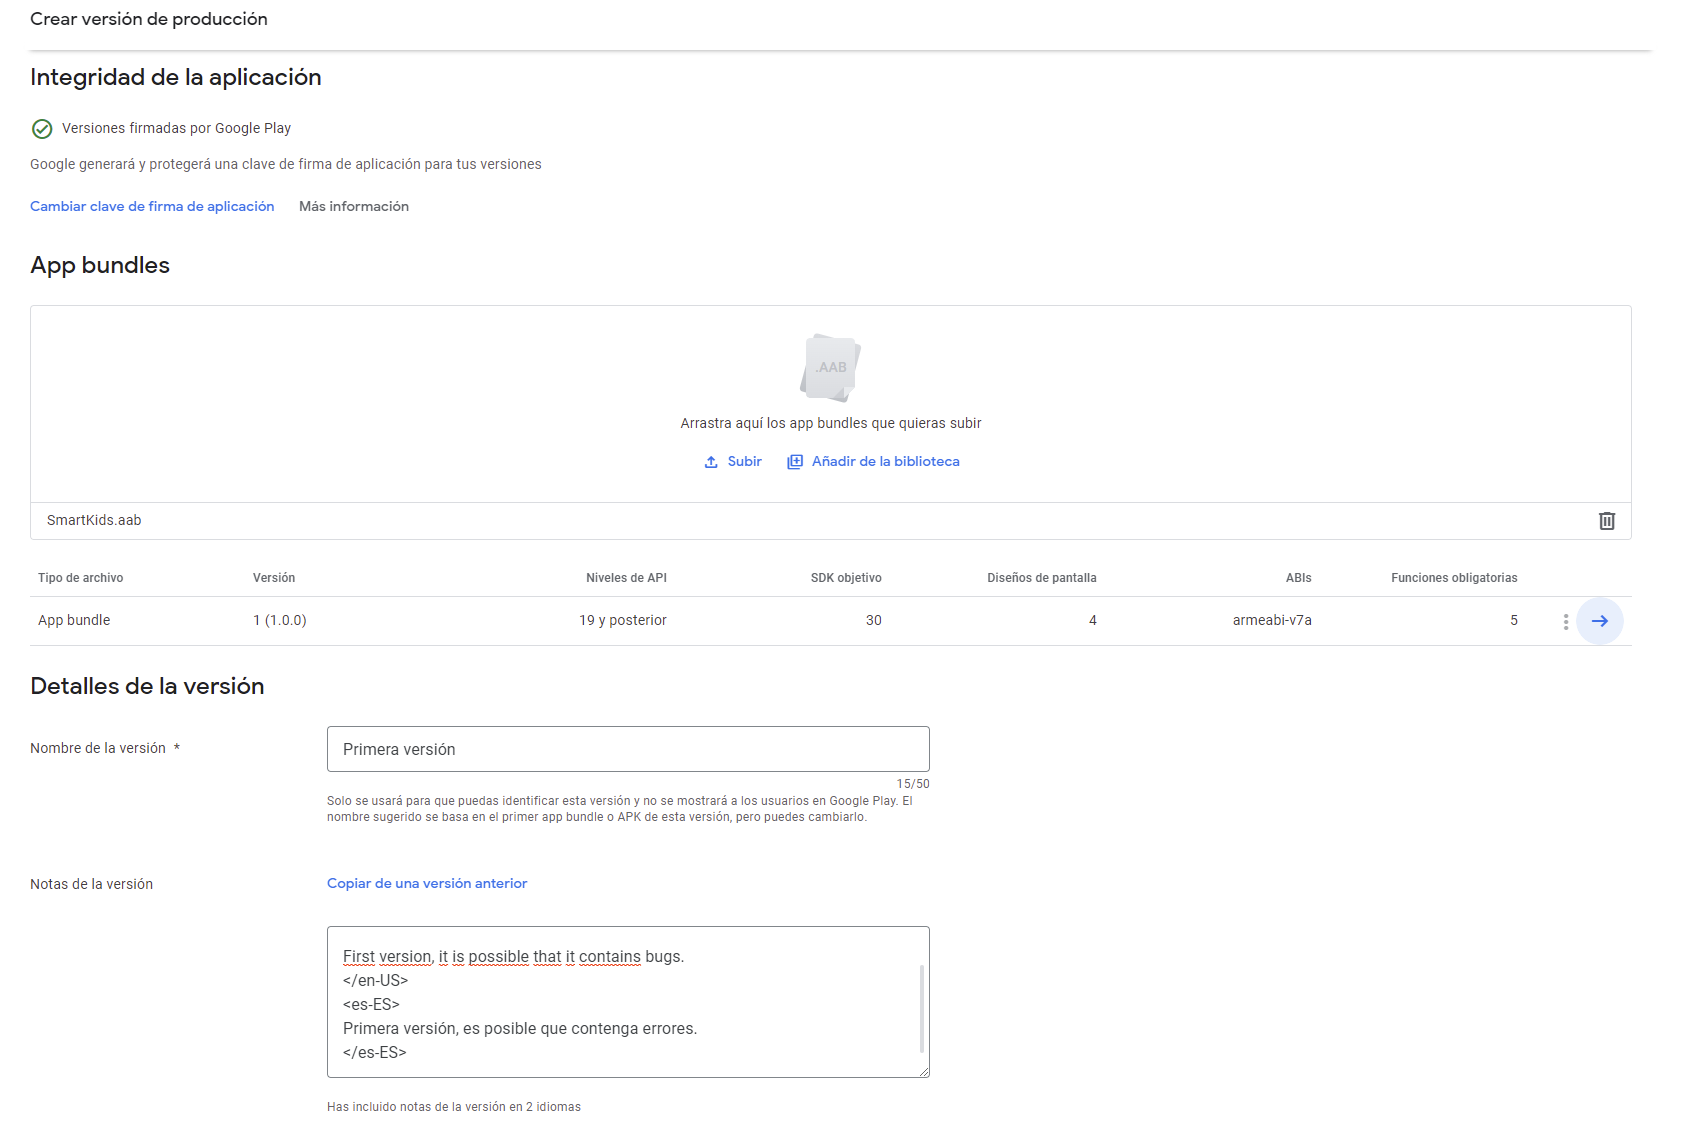 Crear versión de producción
Integridad de la aplicación
Versiones firmadas por Google Play
Google generará y protegerá una clave de firma de aplicación para tus versiones
Cambiar clave de firma de aplicación Más información
App bundles
.AAB
Arrastra aquí los app bundles que quieras subir
Subir Añadir de la biblioteca
SmartKids.aab
Tipo de archivo Versión Niveles de API SDK objetivo Diseños de pantalla ABIs Funciones obligatorias
App bundle 1 (1.0.0) 19 y posterior 30 4 armeabi-v7a 5
Detalles de la versión
Nombre de la versión * Primera versión
15/50
Solo se usará para que puedas identificar esta versión y no se mostrará a los usuarios en Google Play. El
nombre sugerido se basa en el primer app bundle o APK de esta versión, pero puedes cambiarlo.
Notas de la versión Copiar de una versión anterior
First version, it is possible that it contains bugs.
</en-US>
<es-ES>
Primera versión, es posible que contenga errores.
</es-ES>
Has incluido notas de la versión en 2 idiomas